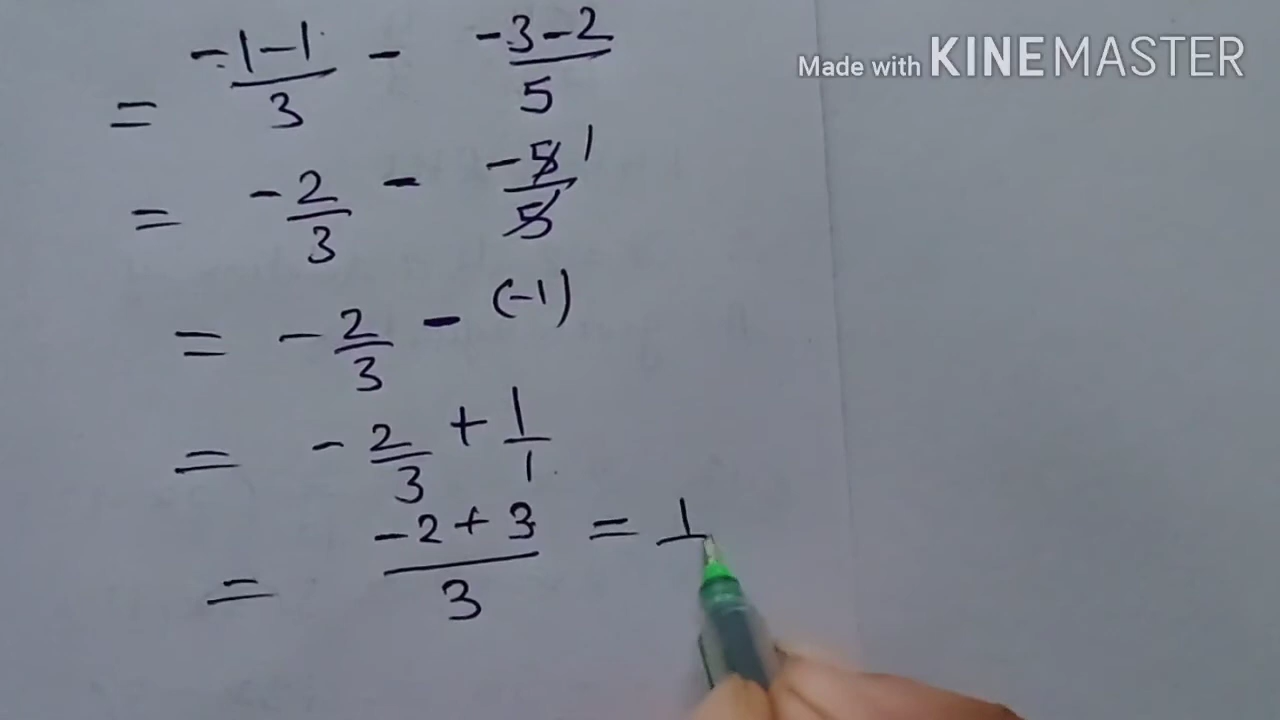 Made with KINEMASTER
= -1-1/3 - -3-2/5
= -2/3 - -5/5 1
= -2/3 - (-1)
= -2/3 + 1/1
= -2+3/3 = 1